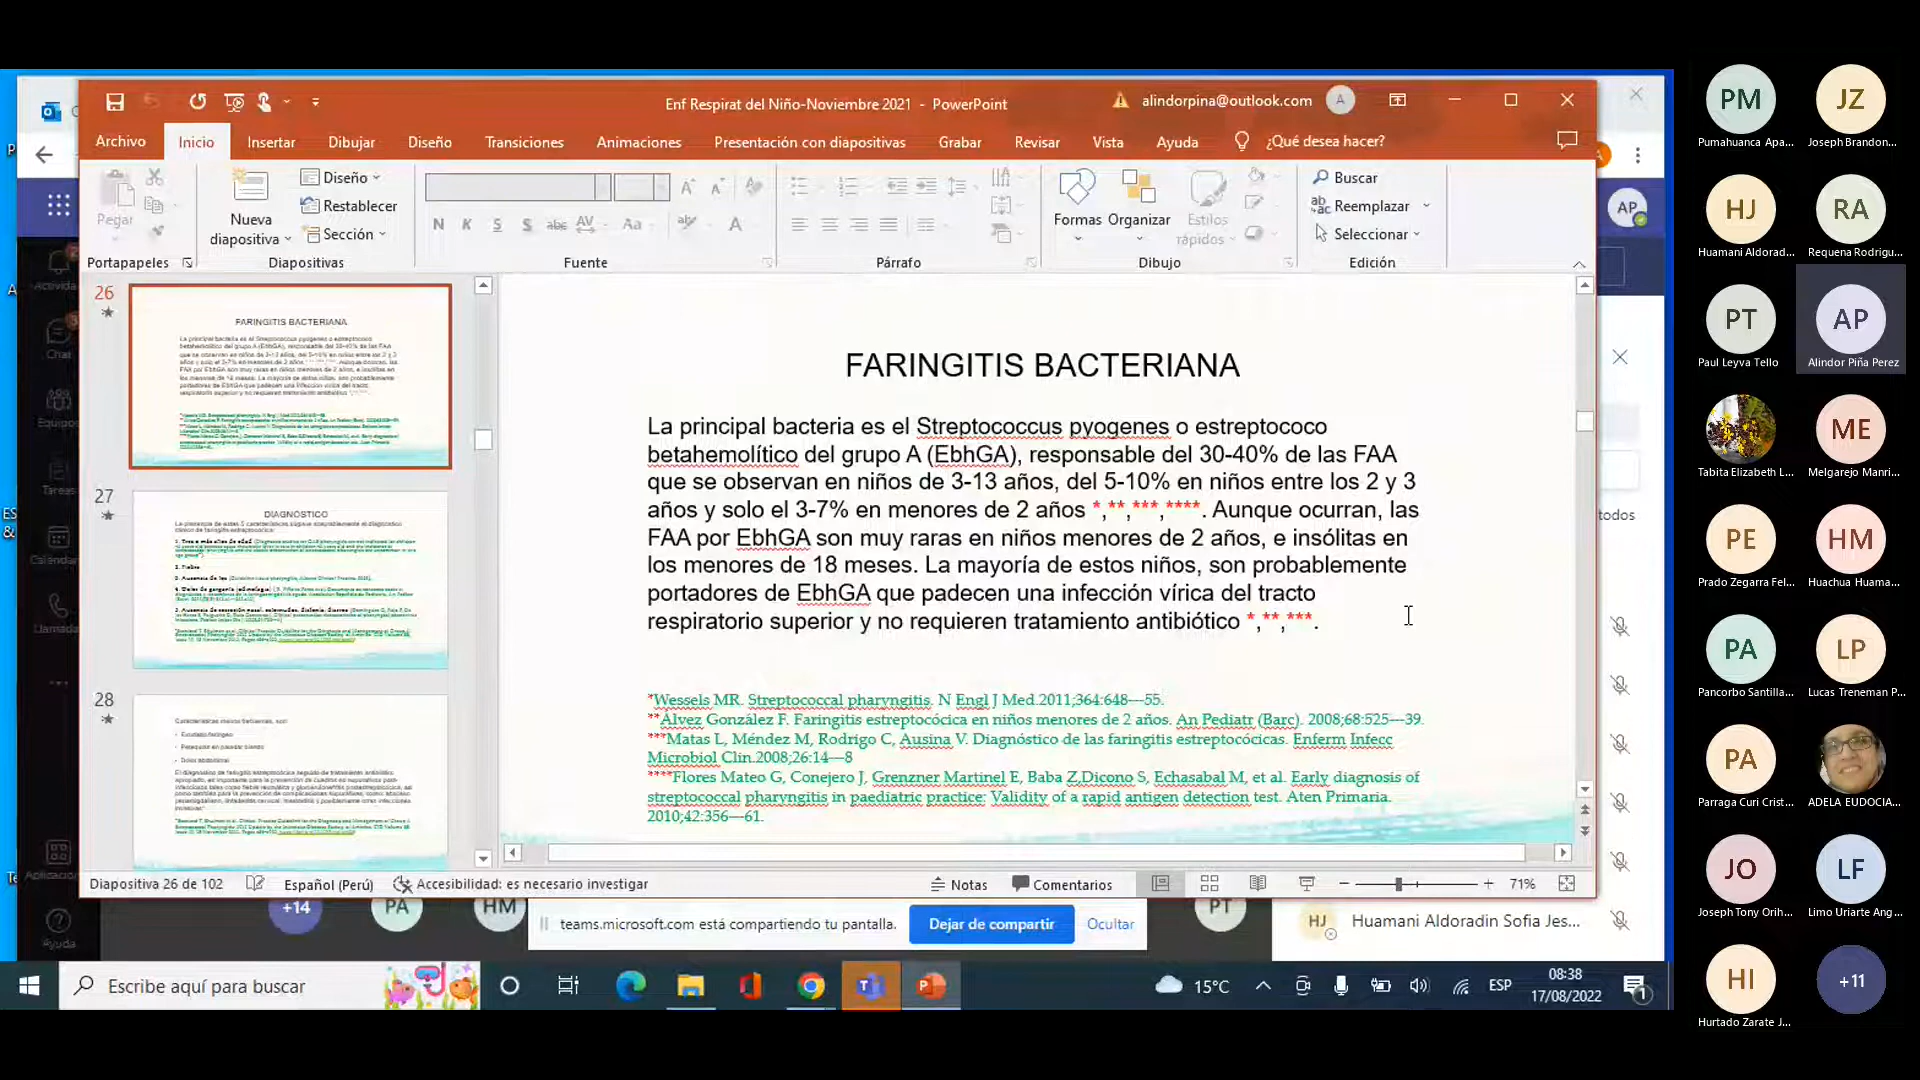 Enf Respirat del Niño-Noviembre 2021 - PowerPoint
alindorpina@outlook.com
A
Archivo
Inicio
Insertar
Dibujar
Diseño
Transiciones
Animaciones
Presentación con diapositivas
Grabar
Revisar
Vista
Ayuda
¿Qué desea hacer?
Pegar
Nueva
diapositiva
Diseño
Restablecer
Sección
N K S S abc AV Aa A
Formas
Organizar
Estilos
rápidos
Buscar
Reemplazar
Seleccionar
Portapapeles
Diapositivas
Fuente
Párrafo
Dibujo
Edición
26
FARINGITIS BACTERIANA
27
DIAGNOSTICO
28
FARINGITIS BACTERIANA
La principal bacteria es el Streptococcus pyogenes o estreptococo
betahemolítico del grupo A (EbhGA), responsable del 30-40% de las FAA
que se observan en niños de 3-13 años, del 5-10% en niños entre los 2 y 3
años y solo el 3-7% en menores de 2 años *,**,***,****. Aunque ocurran, las
FAA por EbhGA son muy raras en niños menores de 2 años, e insólitas en
los menores de 18 meses. La mayoría de estos niños, son probablemente
portadores de EbhGA que padecen una infección vírica del tracto
respiratorio superior y no requieren tratamiento antibiótico *,**,***.
*Wessels MR. Streptococcal pharyngitis. N Engl J Med.2011;364:648---55.
**Alvez González F. Faringitis estreptocócica en niños menores de 2 años. An Pediatr (Barc). 2008;68:525---39.
***Matas L, Méndez M, Rodrigo C, Ausina V. Diagnóstico de las faringitis estreptocócicas. Enferm Infecc
Microbiol Clin.2008;26:14---8
****Flores Mateo G, Conejero J, Grenzner Martinel E, Baba Z,Dicono S, Echasabal M, et al. Early diagnosis of
streptococcal pharyngitis in paediatric practice: Validity of a rapid antigen detection test. Aten Primaria.
2010;42:356---61.
Diapositiva 26 de 102
Español (Perú)
Accesibilidad: es necesario investigar
Notas
Comentarios
71%
Chat
Tareas
Ayuda
todos
AP
+14
PA
HM
teams.microsoft.com está compartiendo tu pantalla.
Dejar de compartir
Ocultar
PT
HJ
Huamani Aldoradin Sofia Jes...
Escribe aquí para buscar
15°C
ESP
08:38
17/08/2022
1
PM
Pumahuanca Apa...
JZ
Joseph Brandon...
HJ
Huamani Aldorad...
RA
Requena Rodrigu...
PT
Paul Leyva Tello
AP
Alindor Piña Perez
Tabita Elizabeth L...
ME
Melgarejo Manri...
PE
Prado Zegarra Fel...
HM
Huachua Huama...
PA
Pancorbo Santilla...
LP
Lucas Treneman P...
PA
Parraga Curi Crist...
ADELA EUDOCIA...
JO
Joseph Tony Orih...
LF
Limo Uriarte Ang...
HI
Hurtado Zarate J...
+11